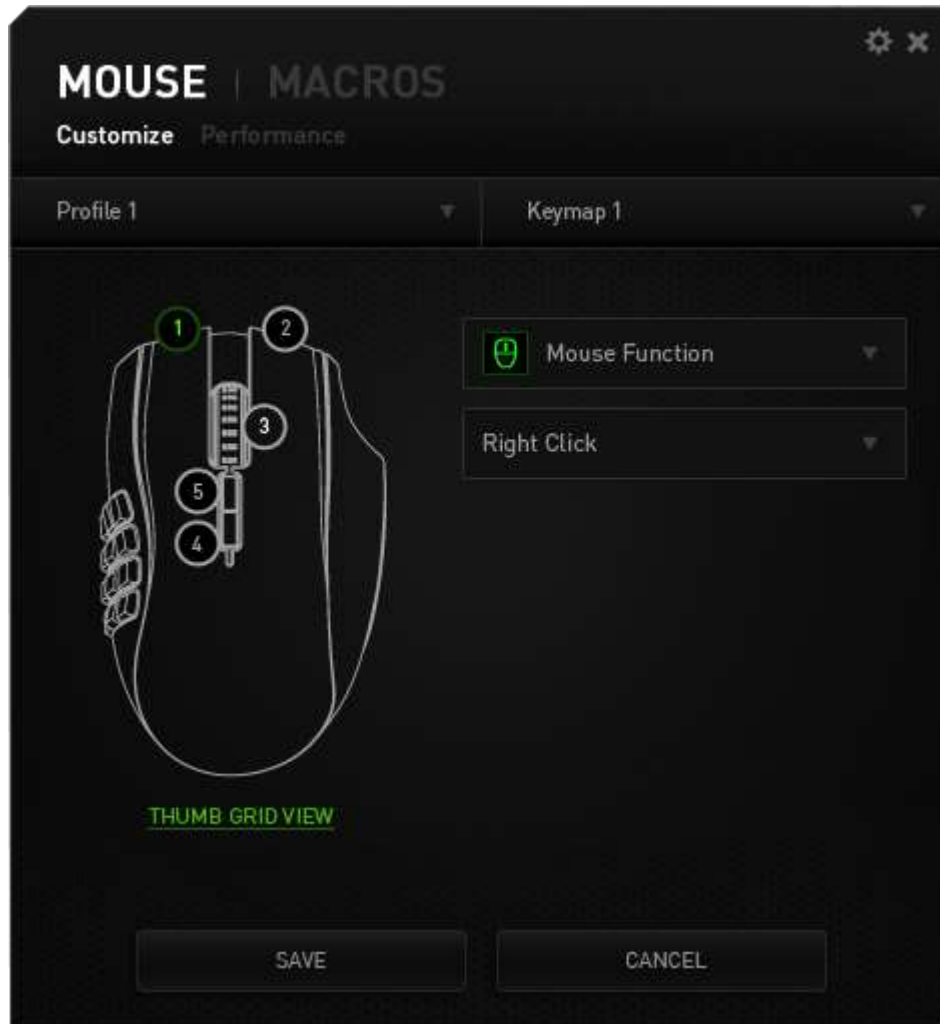 MOUSE | MACROS
Customize Performance
Profile 1 Keymap 1
1 2
Mouse Function
3
Right Click
5
4
THUMB GRID VIEW
SAVE CANCEL